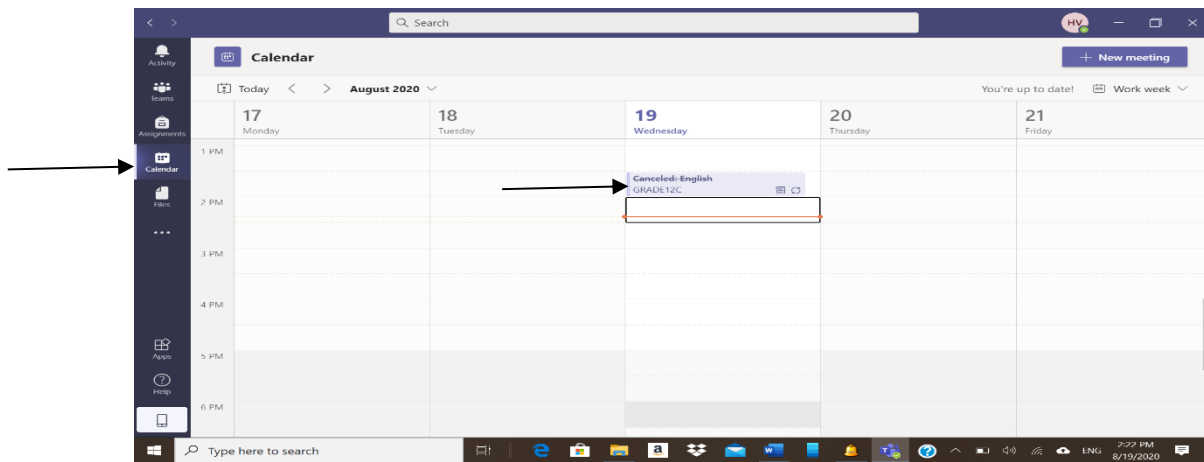 Search
HV
Activity
Calendar
+ New meeting
Teams
Today
August 2020
You're up to date!
Work week
Assignments
17
Monday
18
Tuesday
19
Wednesday
20
Thursday
21
Friday
Calendar
Files
1 PM
Canceled: English
GRADE12C
2 PM
3 PM
4 PM
5 PM
6 PM
Apps
Help
Type here to search
a
ENG
2:22 PM
8/19/2020